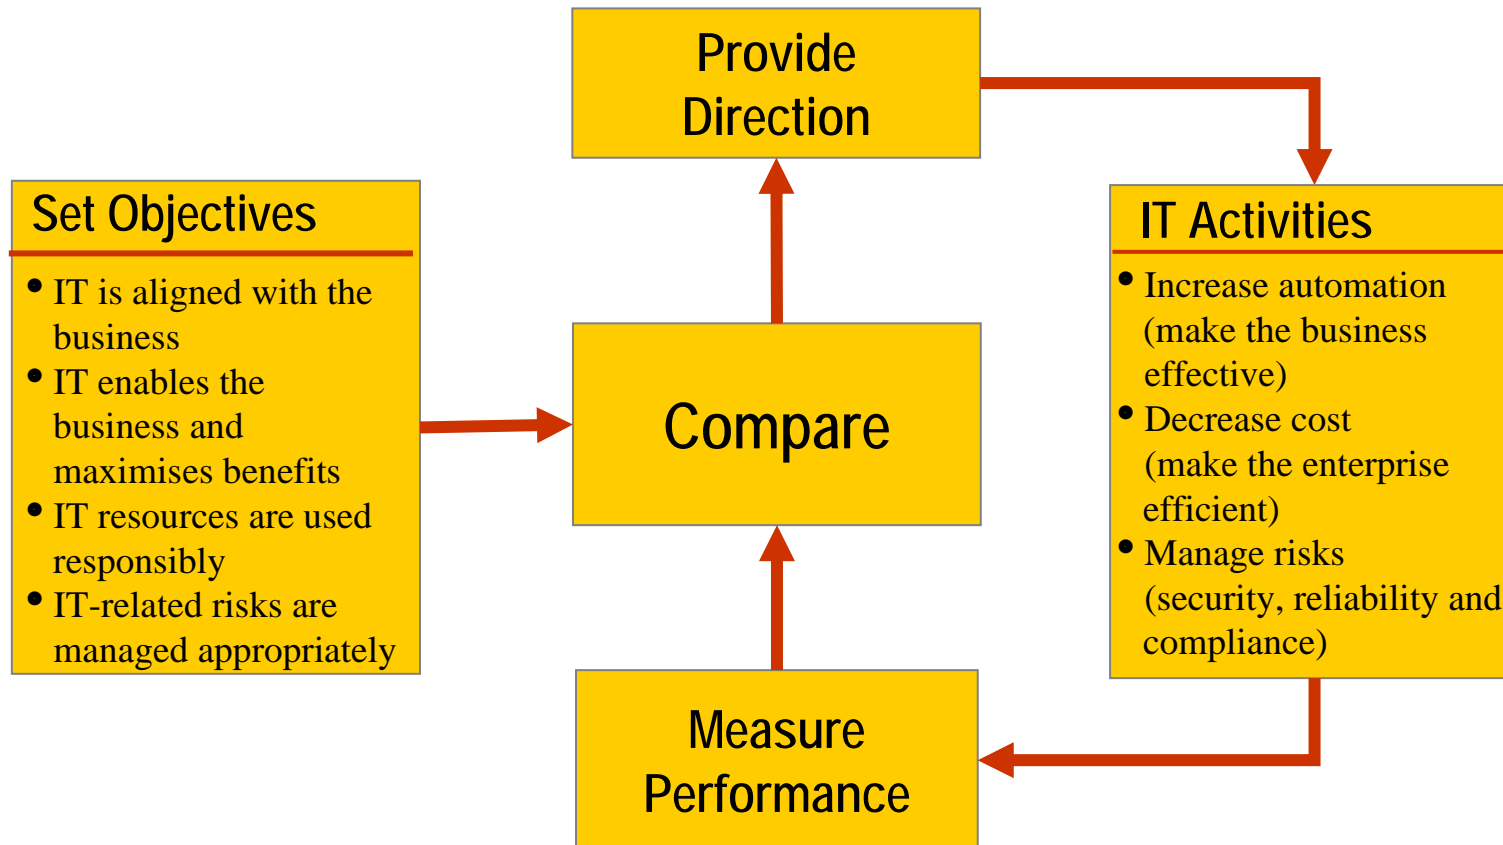 Provide
Direction
Set Objectives
• IT is aligned with the
business
• IT enables the
business and
maximises benefits
• IT resources are used
responsibly
• IT-related risks are
managed appropriately
Compare
IT Activities
• Increase automation
(make the business
effective)
• Decrease cost
(make the enterprise
efficient)
• Manage risks
(security, reliability and
compliance)
Measure
Performance